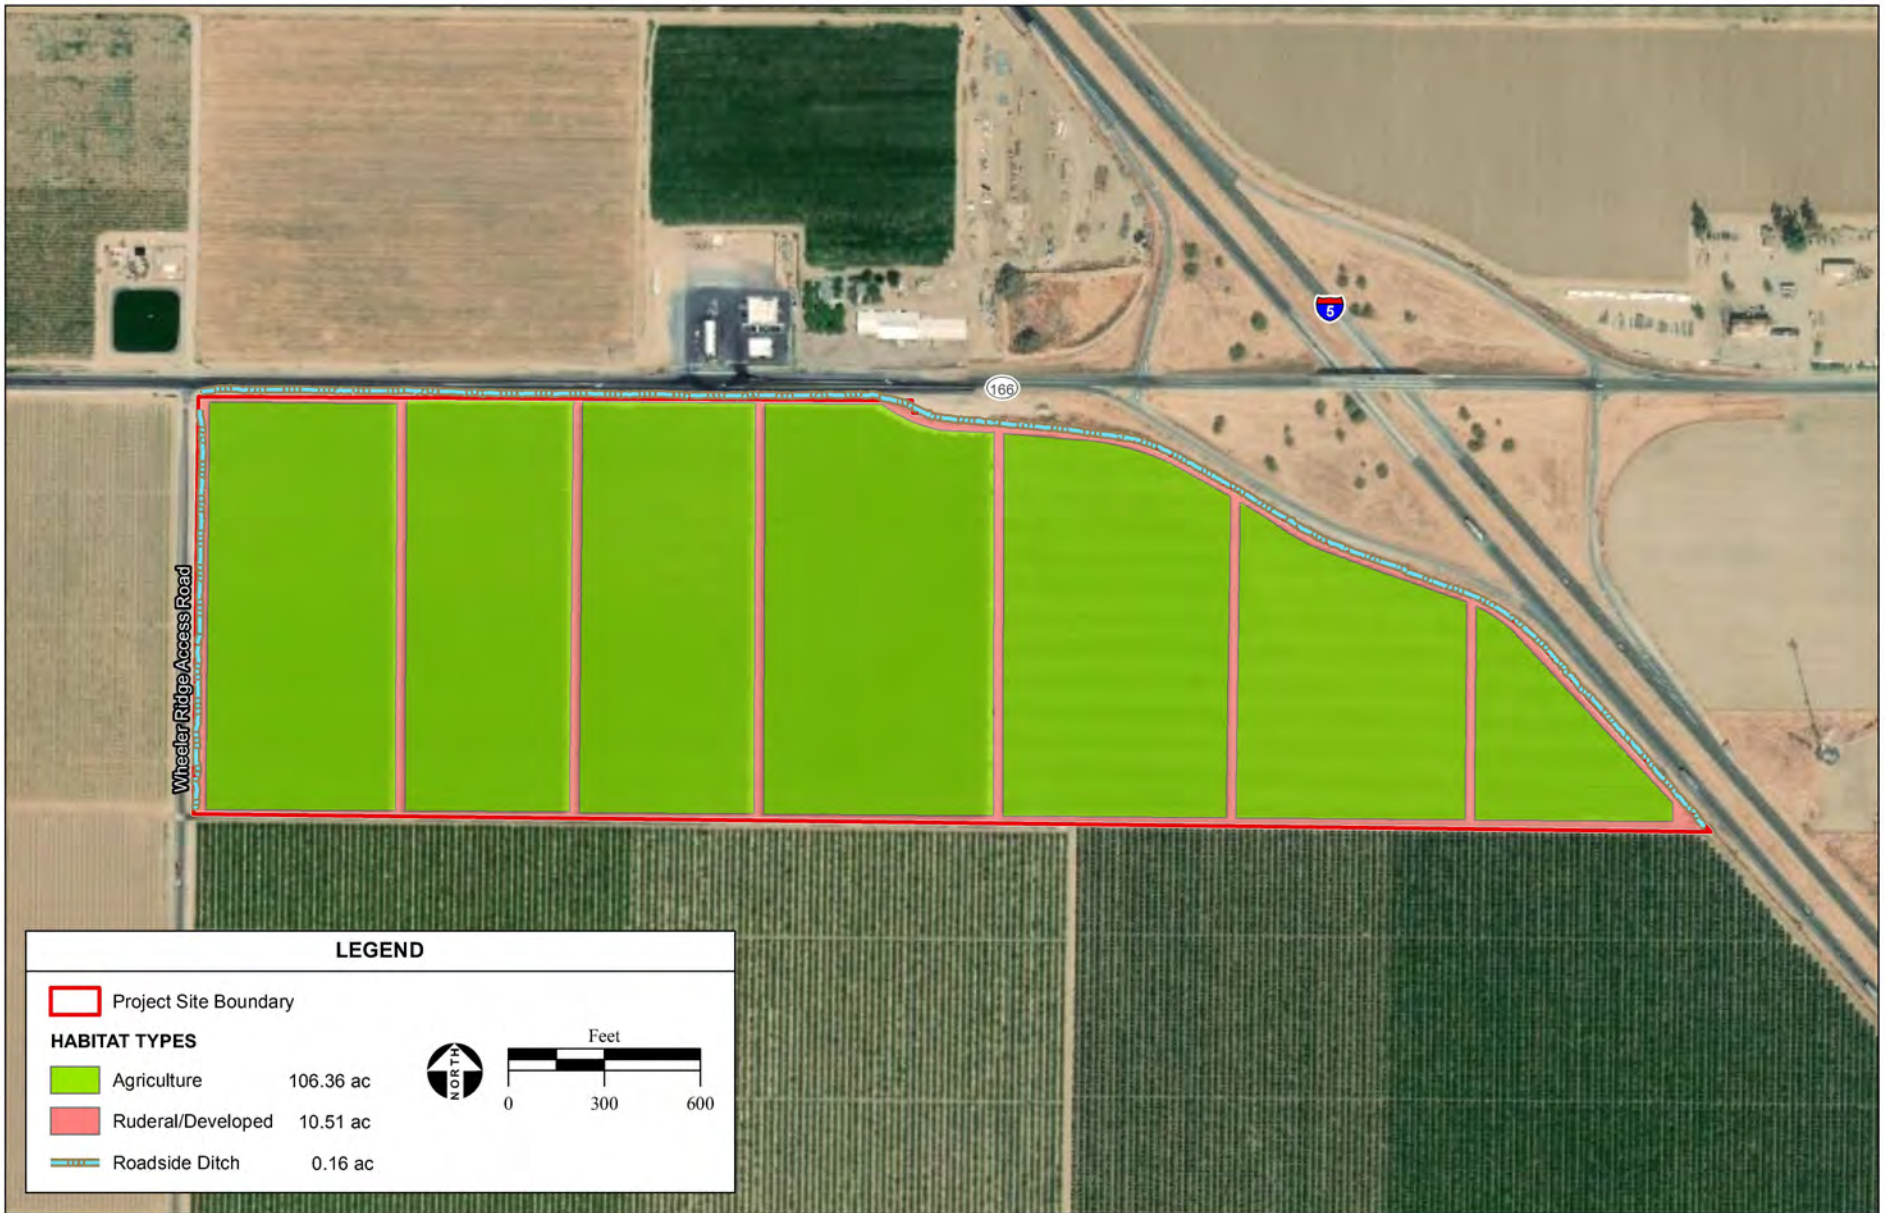 5
166
Wheeler Ridge Access Road
LEGEND
Project Site Boundary
HABITAT TYPES
Agriculture 106.36 ac
Ruderal/Developed 10.51 ac
Roadside Ditch 0.16 ac
NORTH
Feet
0 300 600